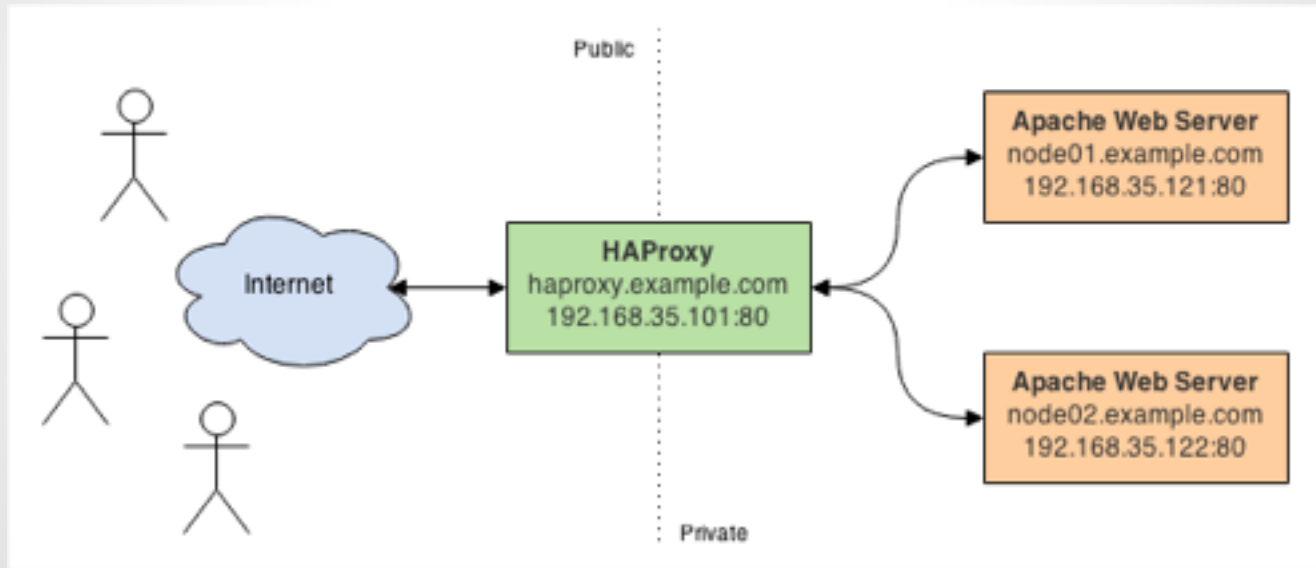 Public
Internet
HAProxy
haproxy.example.com
192.168.35.101:80
Apache Web Server
node01.example.com
192.168.35.121:80
Apache Web Server
node02.example.com
192.168.35.122:80
Private